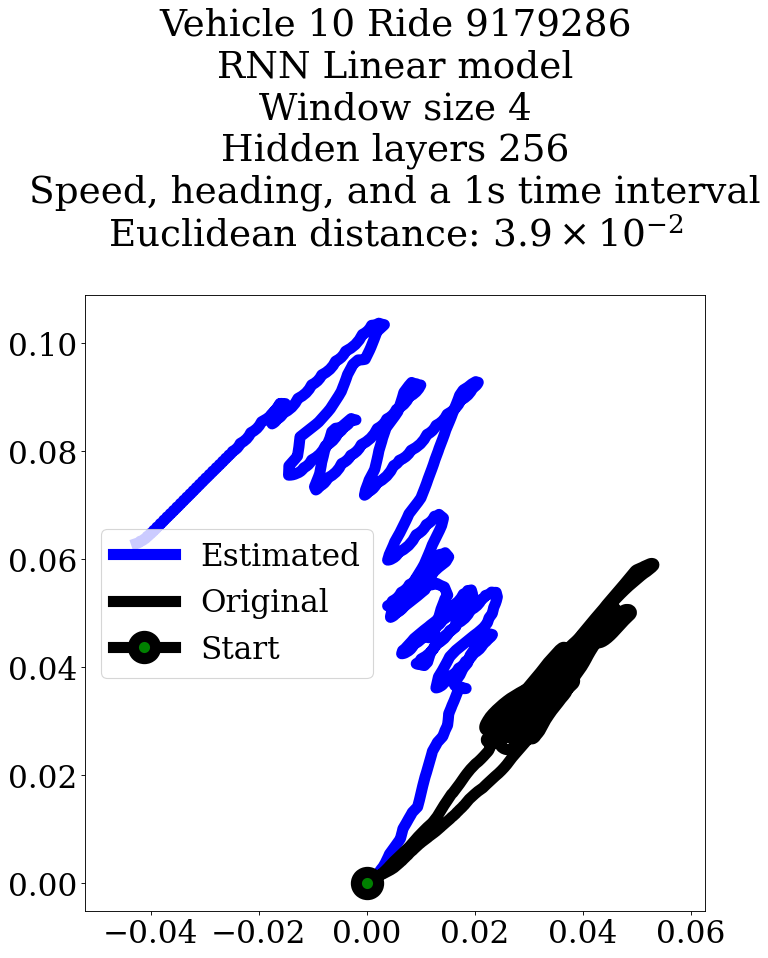 Vehicle 10 Ride 9179286
RNN Linear model
Window size 4
Hidden layers 256
Speed, heading, and a 1s time interval
Euclidean distance: 3.9 × 10⁻²
0.10
0.08
0.06
0.04
0.02
0.00
Estimated
Original
Start
−0.04 −0.02 0.00 0.02 0.04 0.06